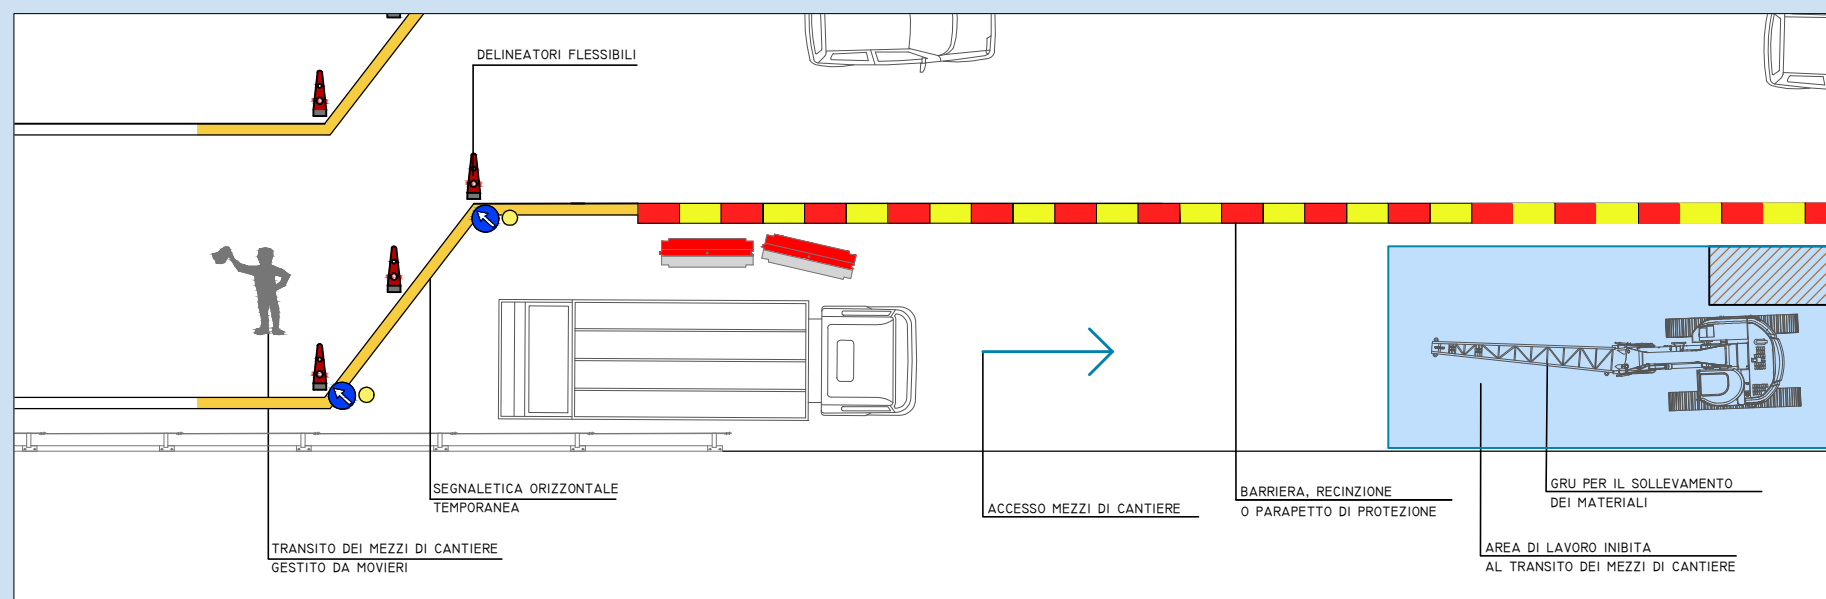 DELINEATORI FLESSIBILI
SEGNALETICA ORIZZONTALE
TEMPORANEA
TRANSITO DEI MEZZI DI CANTIERE
GESTITO DA MOVIERI
ACCESSO MEZZI DI CANTIERE
BARRIERA, RECINZIONE
O PARAPETTO DI PROTEZIONE
GRU PER IL SOLLEVAMENTO
DEI MATERIALI
AREA DI LAVORO INIBITA
AL TRANSITO DEI MEZZI DI CANTIERE